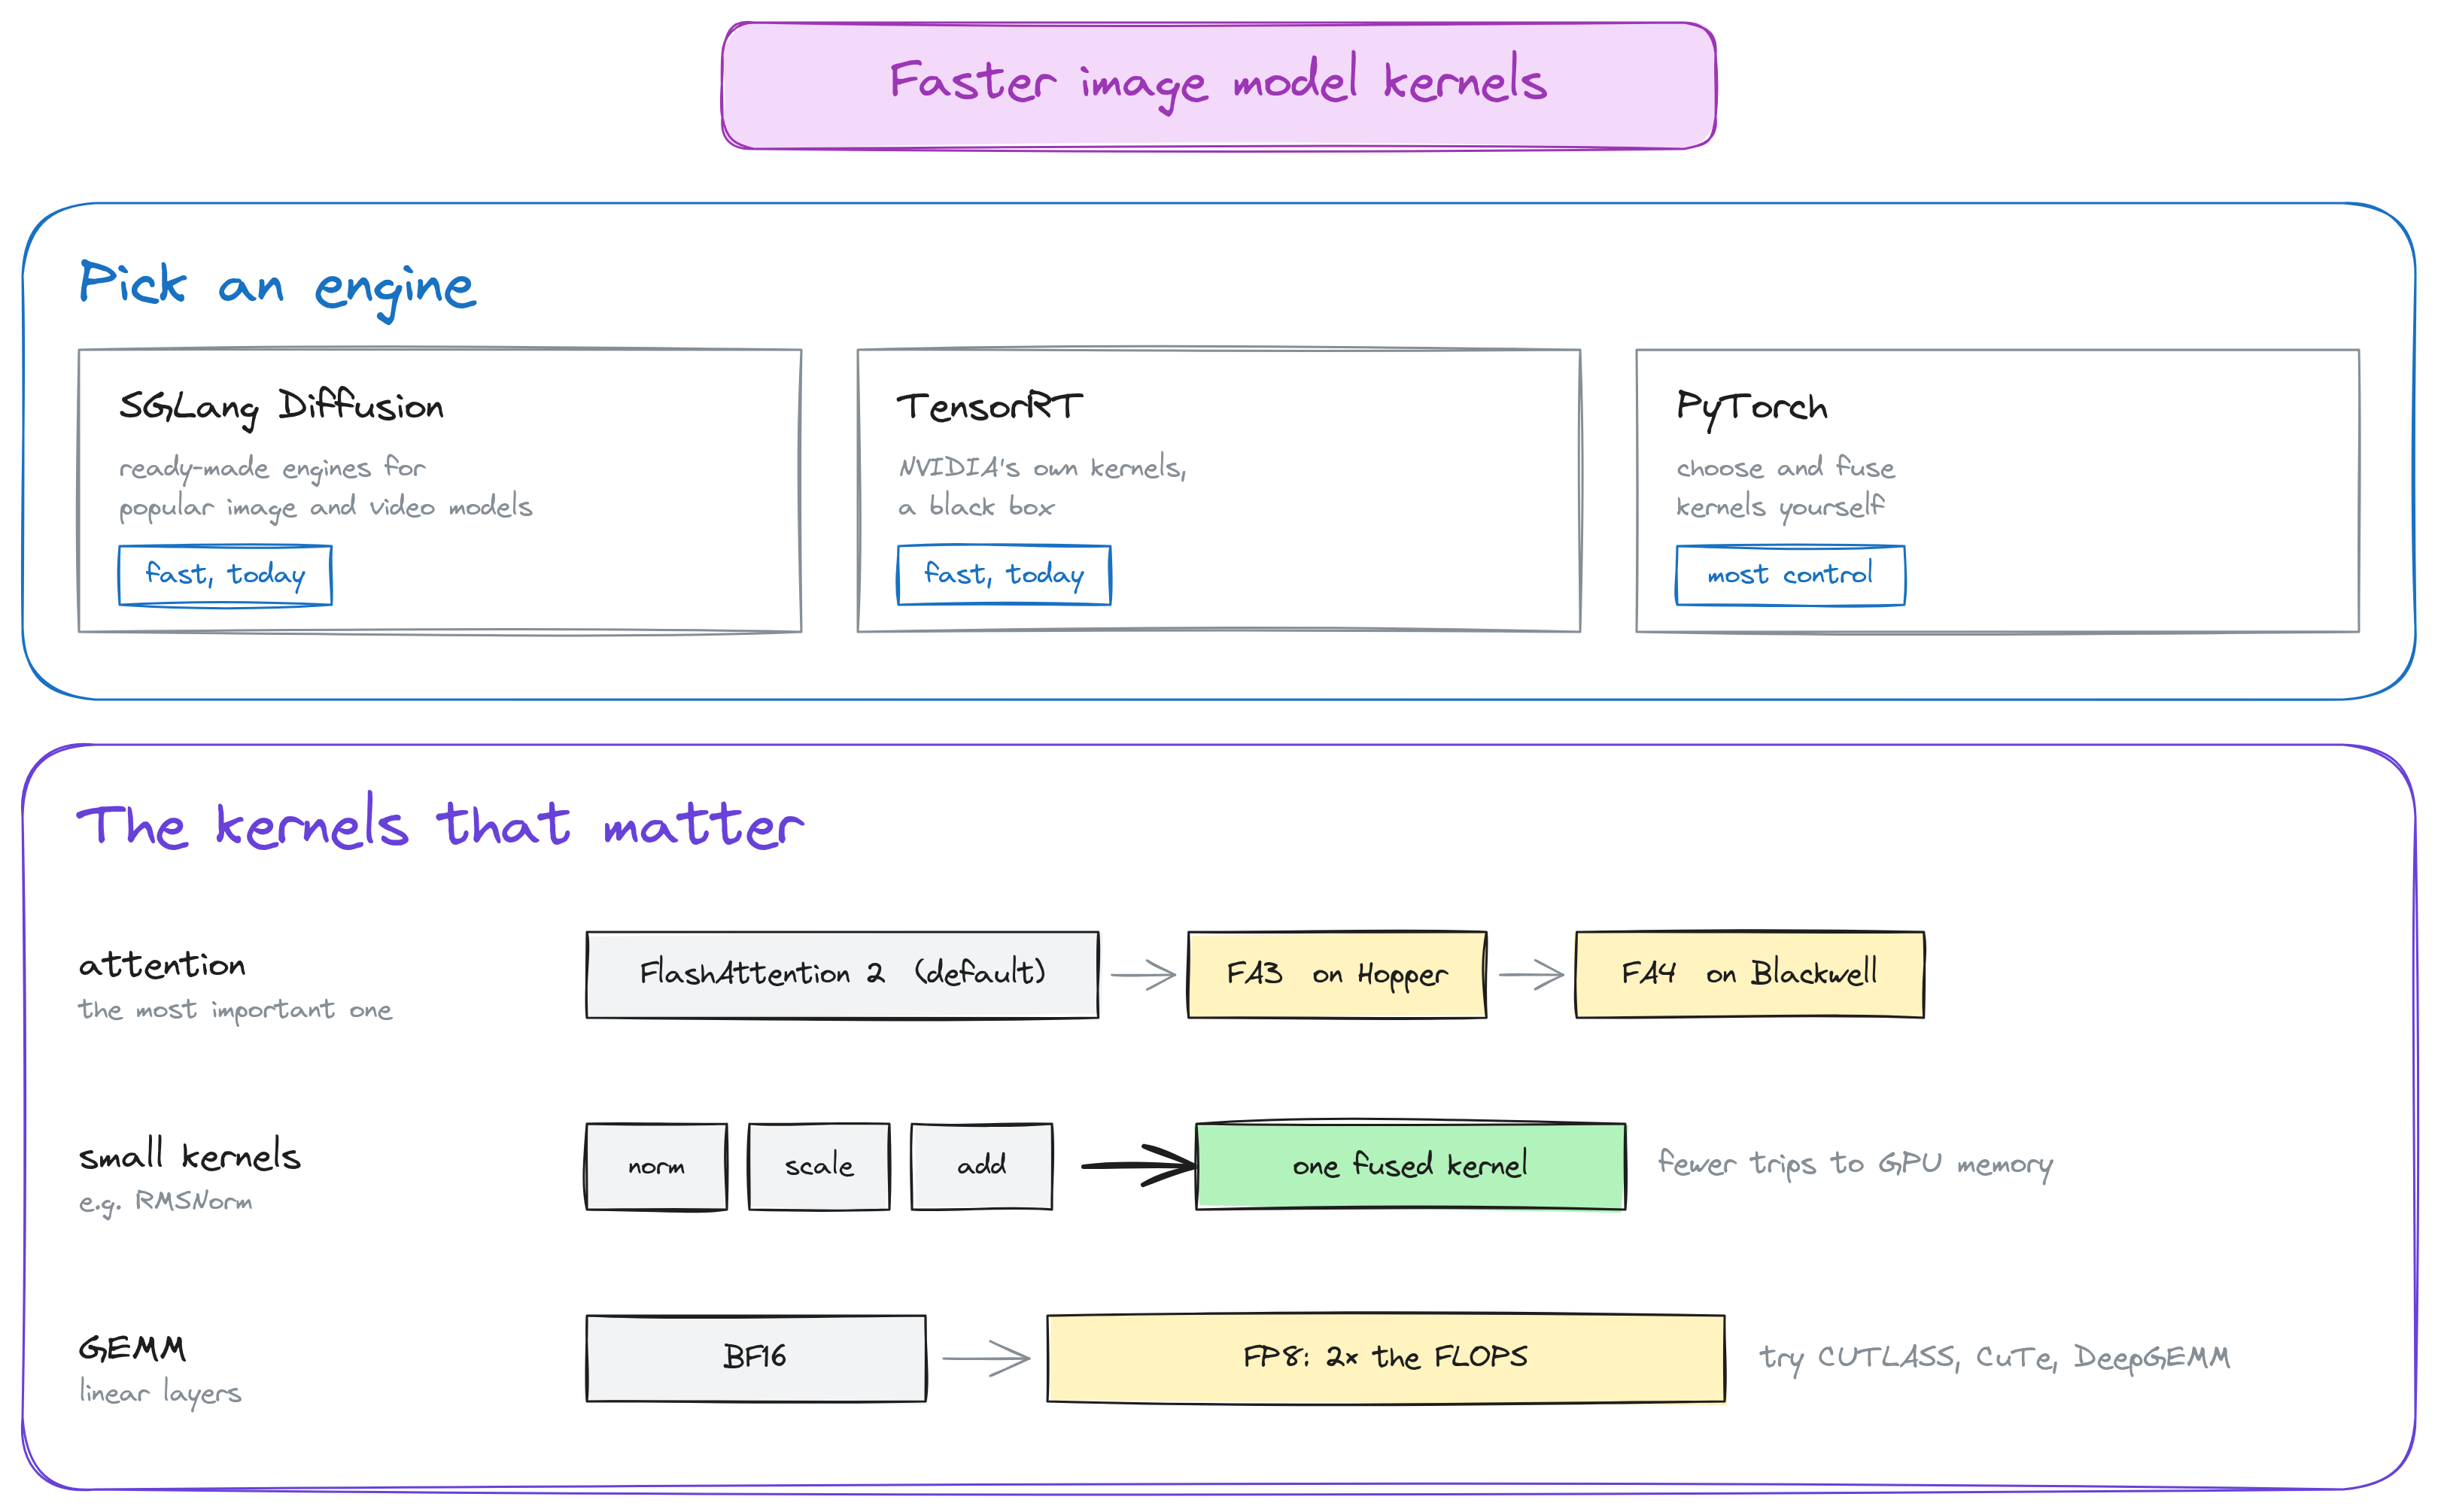 Faster image model kernels
Pick an engine
SGLang Diffusion
ready-made engines for
popular image and video models
fast, today
TensorRT
NVIDIA's own kernels,
a black box
fast, today
PyTorch
choose and fuse
kernels yourself
most control
The kernels that matter
attention
the most important one
FlashAttention 2 (default)
FA3 on Hopper
FA4 on Blackwell
small kernels
e.g. RMSNorm
norm
scale
add
one fused kernel
fewer trips to GPU memory
GEMM
linear layers
BF16
FP8: 2x the FLOPS
try CUTLASS, CuTe, DeepGEMM